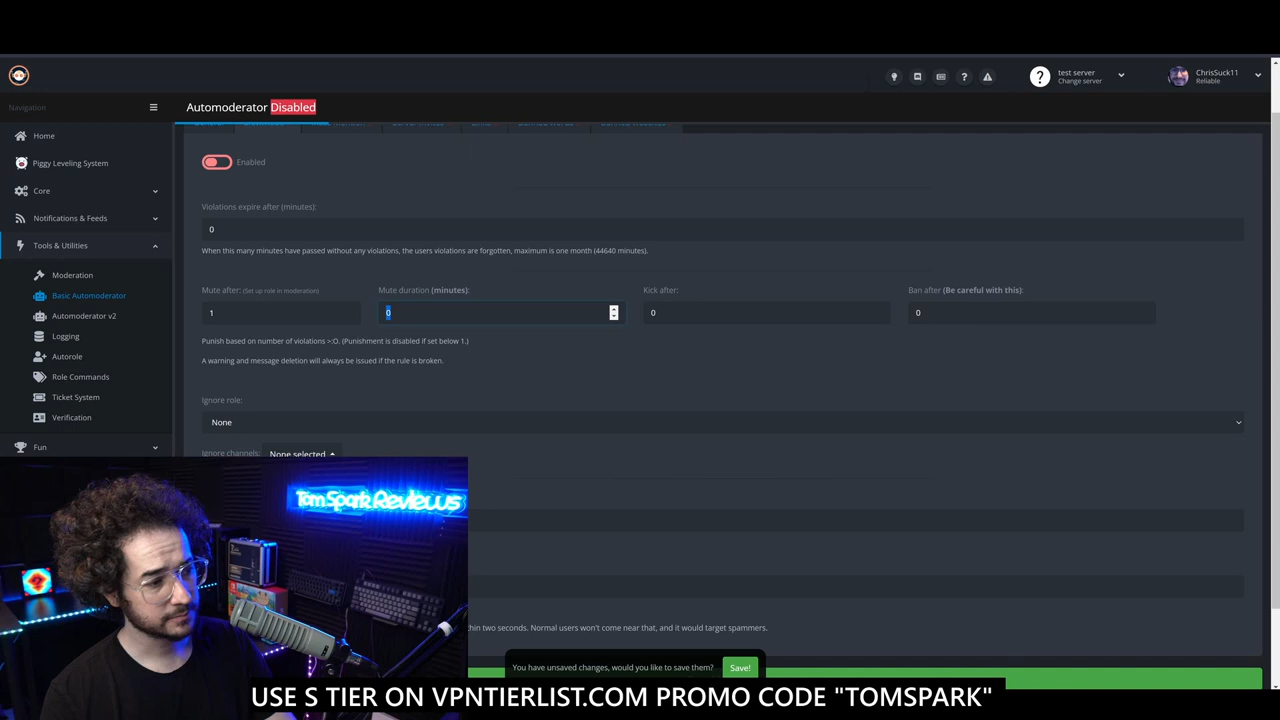 test server
Change server
ChrisSuck11
Reliable
Navigation
Automoderator Disabled
Home
Piggy Leveling System
Core
Notifications & Feeds
Tools & Utilities
Moderation
Basic Automoderator
Automoderator v2
Logging
Autorole
Role Commands
Ticket System
Verification
Fun
Enabled
Violations expire after (minutes):
0
When this many minutes have passed without any violations, the users violations are forgotten, maximum is one month (44640 minutes).
Mute after: (Set up role in moderation)
Mute duration (minutes):
Kick after:
Ban after (Be careful with this):
1
0
0
0
Punish based on number of violations >:O. (Punishment is disabled if set below 1.)
A warning and message deletion will always be issued if the rule is broken.
Ignore role:
None
Ignore channels:
None selected
Tom Spark Reviews
within two seconds. Normal users won't come near that, and it would target spammers.
You have unsaved changes, would you like to save them?
Save!
USE S TIER ON VPNTIERLIST.COM PROMO CODE "TOMSPARK"